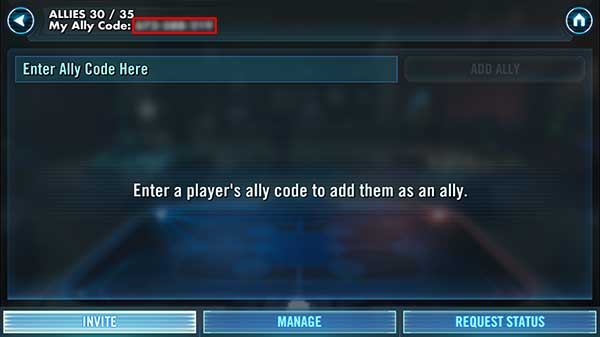 ALLIES 30 / 35
My Ally Code:
Enter Ally Code Here
ADD ALLY
Enter a player's ally code to add them as an ally.
INVITE
MANAGE
REQUEST STATUS